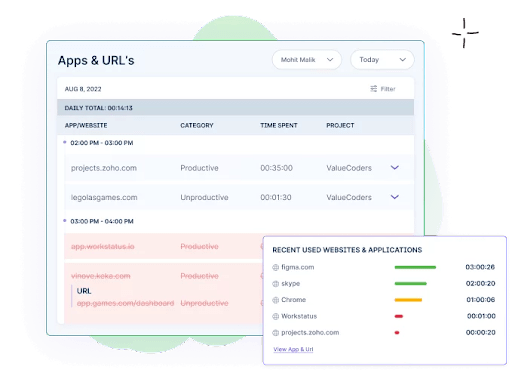 Apps & URL's
Mohit Malik
Today
AUG 8, 2022
Filter
DAILY TOTAL: 00:14:13
APP/WEBSITE CATEGORY TIME SPENT PROJECT
02:00 PM - 03:00 PM
projects.zoho.com Productive 00:35:00 ValueCoders
legolasgames.com Unproductive 00:01:30 ValueCoders
03:00 PM - 04:00 PM
app.workstatus.io Productive
vinove.keka.com Productive
URL
app.games.com/dashboard Unproductive
RECENT USED WEBSITES & APPLICATIONS
figma.com 03:00:26
skype 02:00:20
Chrome 01:00:06
Workstatus 00:01:00
projects.zoho.com 00:00:20
View App & Url